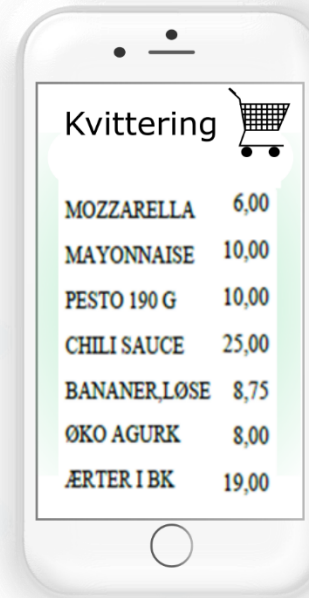 Kvittering
MOZZARELLA 6,00
MAYONNAISE 10,00
PESTO 190 G 10,00
CHILI SAUCE 25,00
BANANER,LØSE 8,75
ØKO AGURK 8,00
ÆRTER I BK 19,00